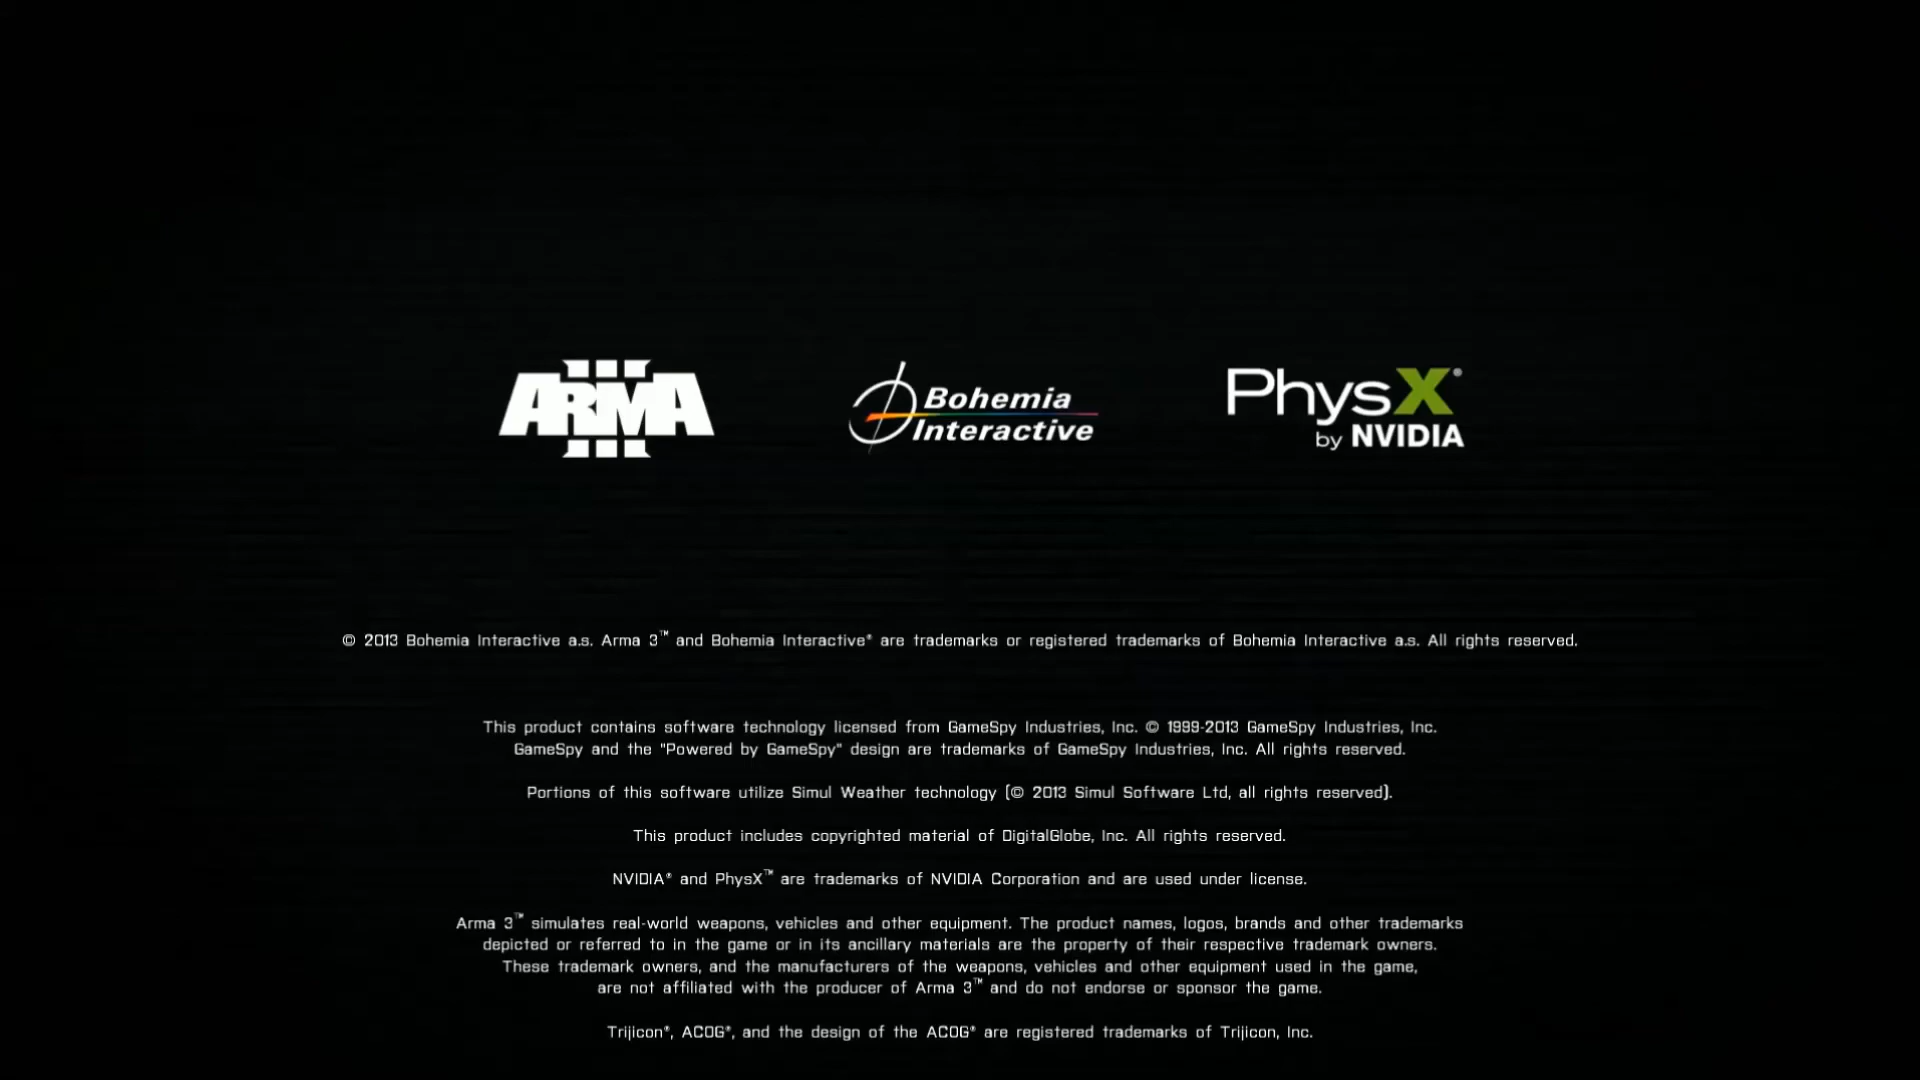 ARMA III
Bohemia
Interactive
PhysX®
by NVIDIA
© 2013 Bohemia Interactive a.s. Arma 3™ and Bohemia Interactive® are trademarks or registered trademarks of Bohemia Interactive a.s. All rights reserved.
This product contains software technology licensed from GameSpy Industries, Inc. © 1999-2013 GameSpy Industries, Inc.
GameSpy and the "Powered by GameSpy" design are trademarks of GameSpy Industries, Inc. All rights reserved.
Portions of this software utilize Simul Weather technology (© 2013 Simul Software Ltd, all rights reserved).
This product includes copyrighted material of DigitalGlobe, Inc. All rights reserved.
NVIDIA® and PhysX™ are trademarks of NVIDIA Corporation and are used under license.
Arma 3™ simulates real-world weapons, vehicles and other equipment. The product names, logos, brands and other trademarks
depicted or referred to in the game or in its ancillary materials are the property of their respective trademark owners.
These trademark owners, and the manufacturers of the weapons, vehicles and other equipment used in the game,
are not affiliated with the producer of Arma 3™ and do not endorse or sponsor the game.
Trijicon®, ACOG®, and the design of the ACOG® are registered trademarks of Trijicon, Inc.